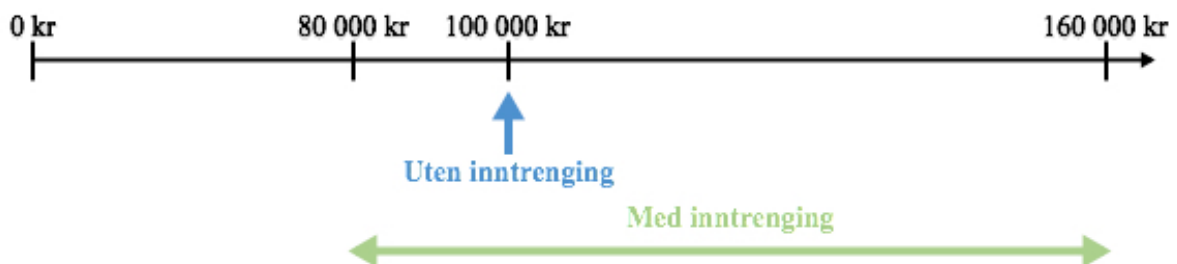 0 kr 80 000 kr 100 000 kr 160 000 kr
Uten inntrenging
Med inntrenging